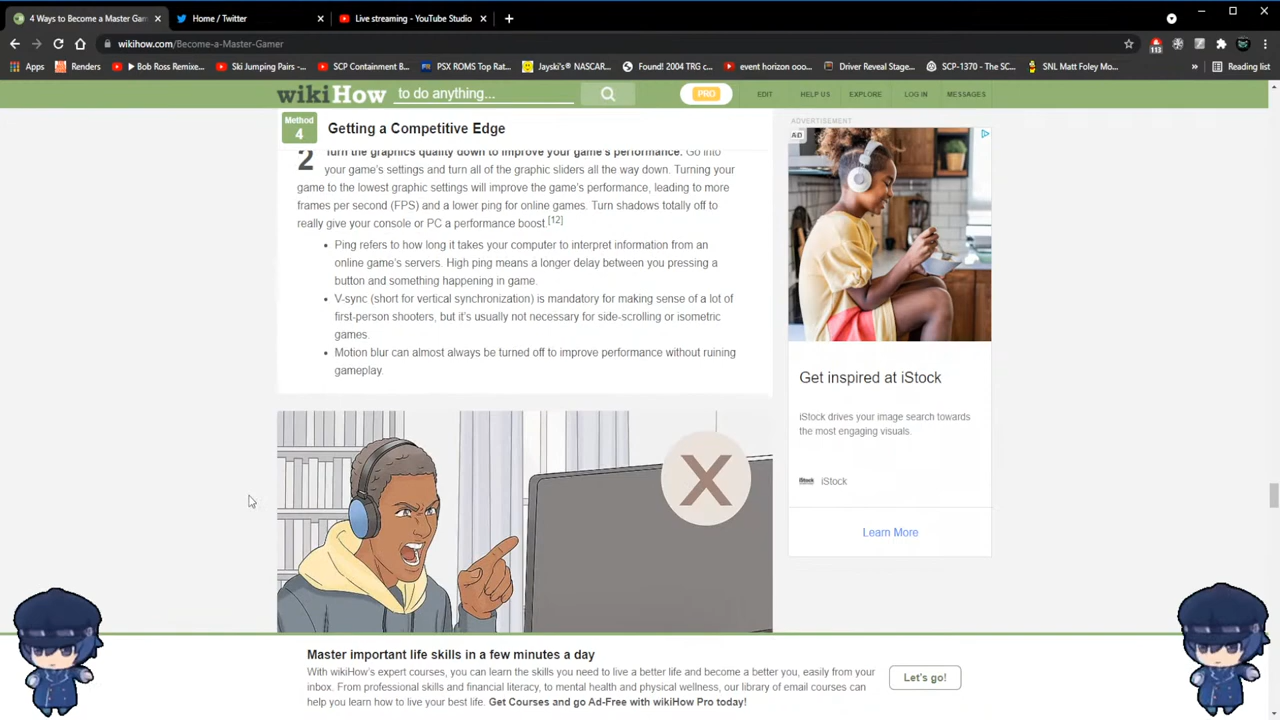 4 Ways to Become a Master Gam
Home / Twitter
Live streaming - YouTube Studio
wikihow.com/Become-a-Master-Gamer
113
Apps
Renders
Bob Ross Remixe...
Ski Jumping Pairs -...
SCP Containment B...
PSX ROMS Top Rat...
Jayski's® NASCAR...
Found! 2004 TRG c...
event horizon ooo...
Driver Reveal Stage...
SCP-1370 - The SC...
SNL Matt Foley Mo...
Reading list
wikiHow to do anything...
PRO
EDIT
HELP US
EXPLORE
LOG IN
MESSAGES
Method
4
Getting a Competitive Edge
2 Turn the graphics quality down to improve your game's performance. Go into
your game's settings and turn all of the graphic sliders all the way down. Turning your
game to the lowest graphic settings will improve the game's performance, leading to more
frames per second (FPS) and a lower ping for online games. Turn shadows totally off to
really give your console or PC a performance boost.[12]
• Ping refers to how long it takes your computer to interpret information from an
online game's servers. High ping means a longer delay between you pressing a
button and something happening in game.
• V-sync (short for vertical synchronization) is mandatory for making sense of a lot of
first-person shooters, but it's usually not necessary for side-scrolling or isometric
games.
• Motion blur can almost always be turned off to improve performance without ruining
gameplay.
X
ADVERTISEMENT
AD
Get inspired at iStock
iStock drives your image search towards
the most engaging visuals.
iStock iStock
Learn More
Master important life skills in a few minutes a day
With wikiHow's expert courses, you can learn the skills you need to live a better life and become a better you, easily from your
inbox. From professional skills and financial literacy, to mental health and physical wellness, our library of email courses can
help you learn how to live your best life. Get Courses and go Ad-Free with wikiHow Pro today!
Let's go!